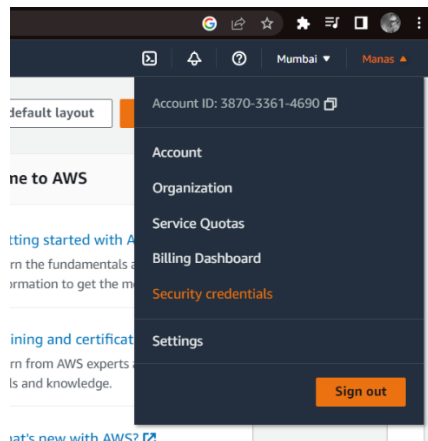 Mumbai ▼ Manas ▲
default layout
Account ID: 3870-3361-4690
Account
me to AWS
Organization
Service Quotas
tting started with A
rn the fundamentals a
Billing Dashboard
ormation to get the m
Security credentials
ining and certificat
Settings
rn from AWS experts
ls and knowledge.
Sign out
at's new with AWS?